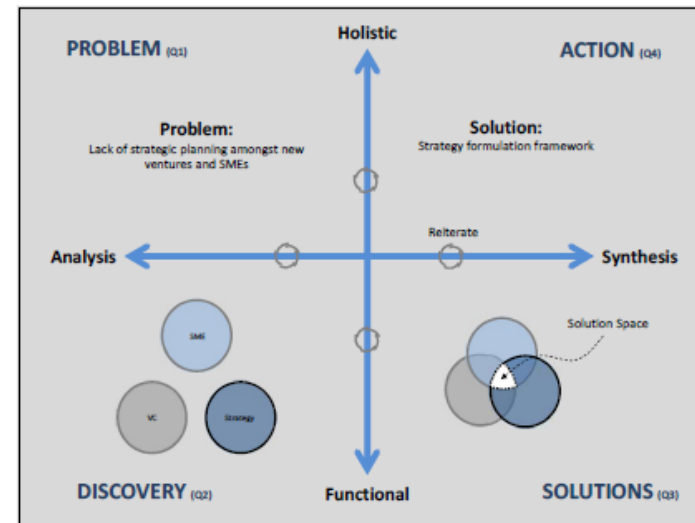 PROBLEM (Q1)
Holistic
ACTION (Q4)
Problem:
Lack of strategic planning amongst new
ventures and SMEs
Solution:
Strategy formulation framework
Reiterate
Analysis
Synthesis
SME
VC
Strategy
Solution Space
DISCOVERY (Q2)
Functional
SOLUTIONS (Q3)